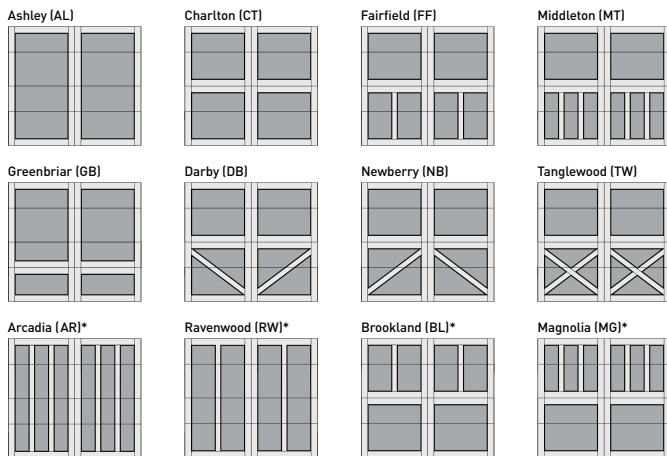 Ashley (AL)
Charlton (CT)
Fairfield (FF)
Middleton (MT)
Greenbriar (GB)
Darby (DB)
Newberry (NB)
Tanglewood (TW)
Arcadia (AR)*
Ravenwood (RW)*
Brookland (BL)*
Magnolia (MG)*